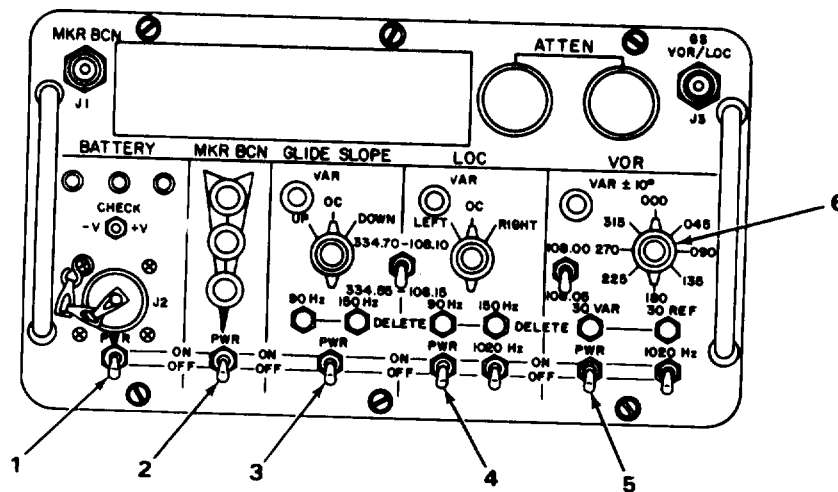 MKR BCN
J1
ATTEN
GS
VOR/LOC
J3
BATTERY
MKR BCN
GLIDE SLOPE
LOC
VOR
CHECK
-V +V
J2
VAR
OC
UP
DOWN
334.70-108.10
334.55-108.15
VAR
OC
LEFT
RIGHT
VAR ± 10°
000
315
045
270
090
225
135
180
108.00
108.05
90 Hz
150 Hz
DELETE
90 Hz
150 Hz
DELETE
30 VAR
30 REF
PWR
PWR
PWR
PWR
1020 Hz
PWR
1020 Hz
ON ON ON ON
OFF OFF OFF OFF
1
2
3
4
5
6